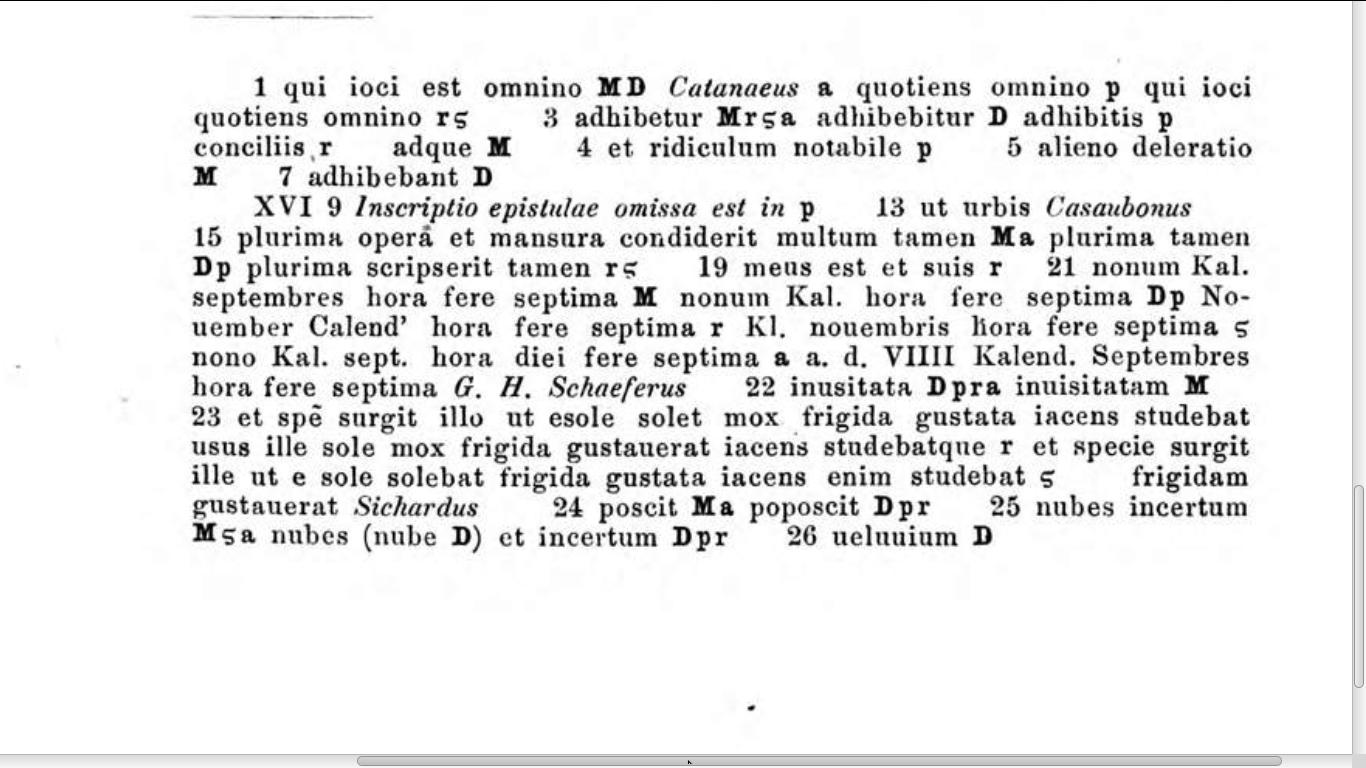 1 qui ioci est omnino MD Catanaeus a quotiens omnino p qui ioci
quotiens omnino rς 3 adhibetur Mrςa adhibebitur D adhibitis p
conciliis r adque M 4 et ridiculum notabile p 5 alieno deleratio
M 7 adhibebant D
XVI 9 Inscriptio epistulae omissa est in p 13 ut urbis Casaubonus
15 plurima opera et mansura condiderit multum tamen Ma plurima tamen
Dp plurima scripserit tamen rς 19 meus est et suis r 21 nonum Kal.
septembres hora fere septima M nonum Kal. hora fere septima Dp No-
uember Calend' hora fere septima r Kl. nouembris hora fere septima ς
nono Kal. sept. hora diei fere septima a a. d. VIIII Kalend. Septembres
hora fere septima G. H. Schaeferus 22 inusitata Dpra inuisitatam M
23 et spē surgit illo ut esole solet mox frigida gustata iacens studebat
usus ille sole mox frigida gustauerat iacens studebatque r et specie surgit
ille ut e sole solebat frigida gustata iacens enim studebat ς frigidam
gustauerat Sichardus 24 poscit Ma poposcit Dpr 25 nubes incertum
Mςa nubes (nube D) et incertum Dpr 26 ueluuium D